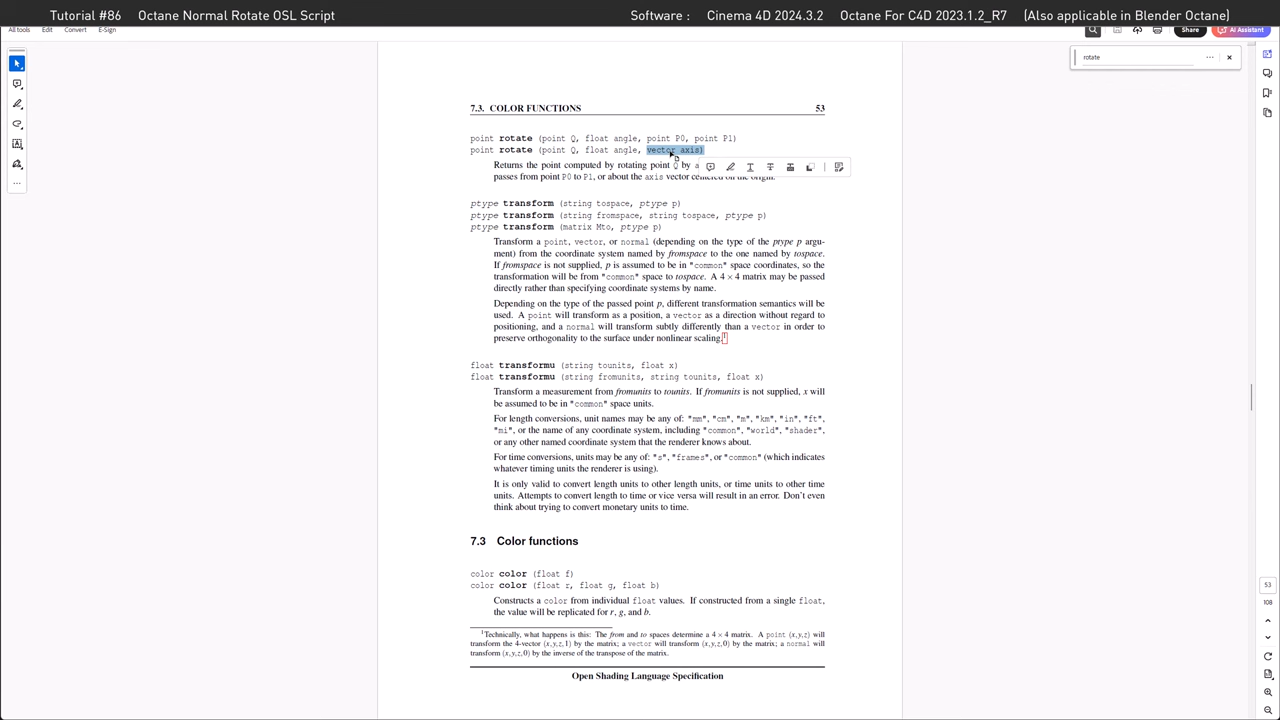 Tutorial #86 Octane Normal Rotate OSL Script Software : Cinema 4D 2024.3.2 Octane For C4D 2023.1.2_R7 (Also applicable in Blender Octane)
All tools Edit Convert E-Sign Share AI Assistant
rotate
7.3. COLOR FUNCTIONS 53
point rotate (point Q, float angle, point P0, point P1)
point rotate (point Q, float angle, vector axis)
Returns the point computed by rotating point Q by a
passes from point P0 to P1, or about the axis vector centered on the origin.
ptype transform (string tospace, ptype p)
ptype transform (string fromspace, string tospace, ptype p)
ptype transform (matrix Mto, ptype p)
Transform a point, vector, or normal (depending on the type of the ptype p argu-
ment) from the coordinate system named by fromspace to the one named by tospace.
If fromspace is not supplied, p is assumed to be in "common" space coordinates, so the
transformation will be from "common" space to tospace. A 4 × 4 matrix may be passed
directly rather than specifying coordinate systems by name.
Depending on the type of the passed point p, different transformation semantics will be
used. A point will transform as a position, a vector as a direction without regard to
positioning, and a normal will transform subtly differently than a vector in order to
preserve orthogonality to the surface under nonlinear scaling.1
float transformu (string tounits, float x)
float transformu (string fromunits, string tounits, float x)
Transform a measurement from fromunits to tounits. If fromunits is not supplied, x will
be assumed to be in "common" space units.
For length conversions, unit names may be any of: "mm", "cm", "m", "km", "in", "ft",
"mi", or the name of any coordinate system, including "common", "world", "shader",
or any other named coordinate system that the renderer knows about.
For time conversions, units may be any of: "s", "frames", or "common" (which indicates
whatever timing units the renderer is using).
It is only valid to convert length units to other length units, or time units to other time
units. Attempts to convert length to time or vice versa will result in an error. Don't even
think about trying to convert monetary units to time.
7.3 Color functions
color color (float f)
color color (float r, float g, float b)
Constructs a color from individual float values. If constructed from a single float,
the value will be replicated for r, g, and b.
1Technically, what happens is this: The from and to spaces determine a 4 × 4 matrix. A point (x,y,z) will
transform the 4-vector (x,y,z,1) by the matrix; a vector will transform (x,y,z,0) by the matrix; a normal will
transform (x,y,z,0) by the inverse of the transpose of the matrix.
Open Shading Language Specification
53
108